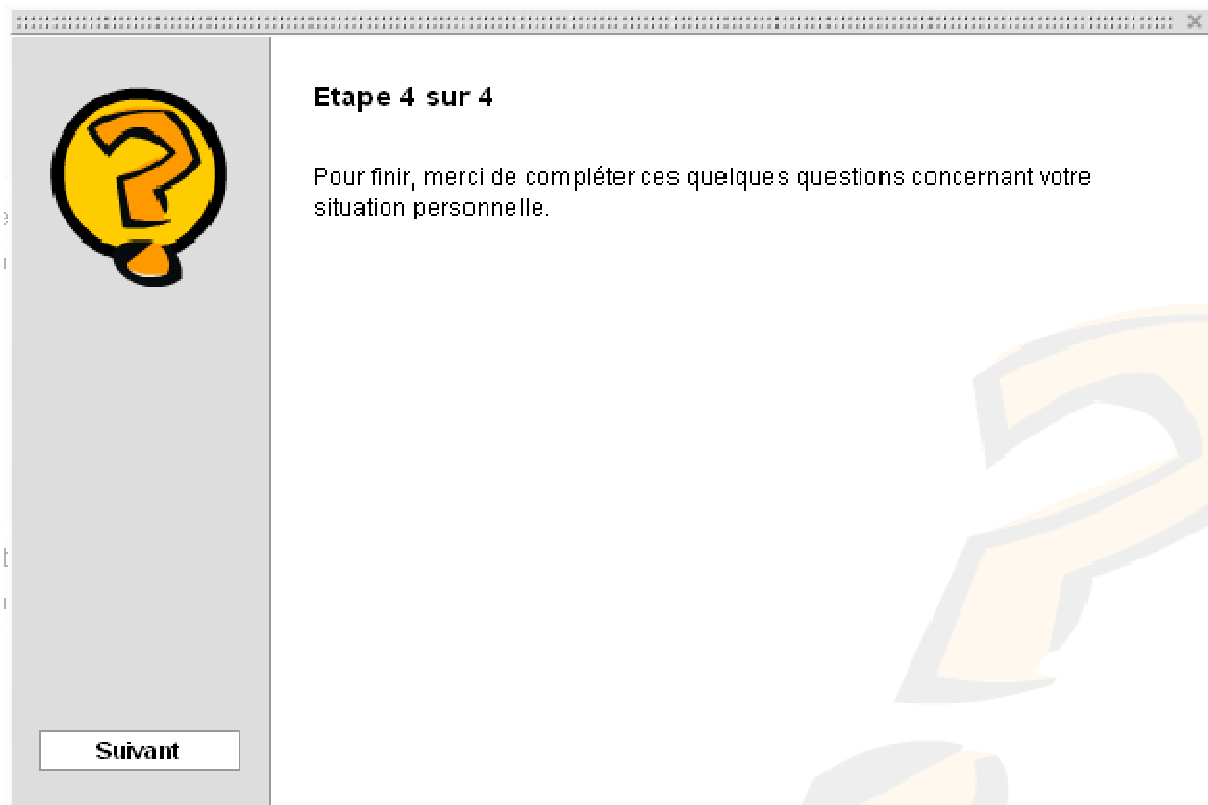 Etape 4 sur 4
Pour finir, merci de compléter ces quelques questions concernant votre
situation personnelle.
Suivant